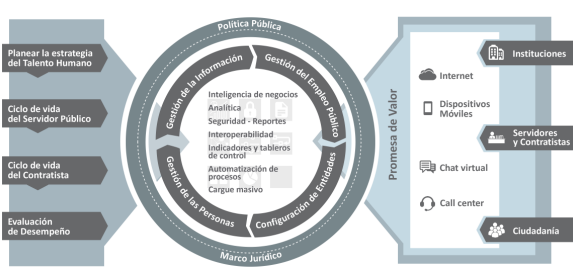 Planear la estrategia
del Talento Humano
Ciclo de vida
del Servidor Público
Ciclo de vida
del Contratista
Evaluación
de Desempeño
Política Pública
Gestión de la Información
Gestión del Empleo Público
Inteligencia de negocios
Analítica
Seguridad - Reportes
Interoperabilidad
Indicadores y tableros
de control
Automatización de
procesos
Cargue masivo
Gestión de las Personas
Configuración de Entidades
Marco Jurídico
Promesa de Valor
Internet
Dispositivos
Móviles
Chat virtual
Call center
Instituciones
Servidores
y Contratistas
Ciudadanía